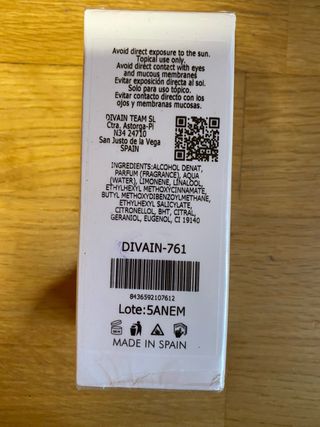 Avoid direct exposure to the sun.
Topical use only.
Avoid direct contact with eyes
and mucous membranes
Evitar exposición directa al sol.
Solo para uso tópico.
Evitar contacto directo con los
ojos y membranas mucosas.
DIVAIN TEAM SL
Ctra, Astorga-Pl
N34 24710
San Justo de la Vega
SPAIN
INGREDIENTS:ALCOHOL DENAT,
PARFUM (FRAGRANCE), AQUA
(WATER), LIMONENE, LINALOOL,
ETHYLHEXYL METHOXYCINNAMATE,
BUTYL METHOXYDIBENZOYLMETHANE,
ETHYLHEXYL SALICYLATE,
CITRONELLOL, BHT, CITRAL,
GERANIOL, EUGENOL, CI 19140
DIVAIN-761
8436592107612
Lote:5ANEM
MADE IN SPAIN